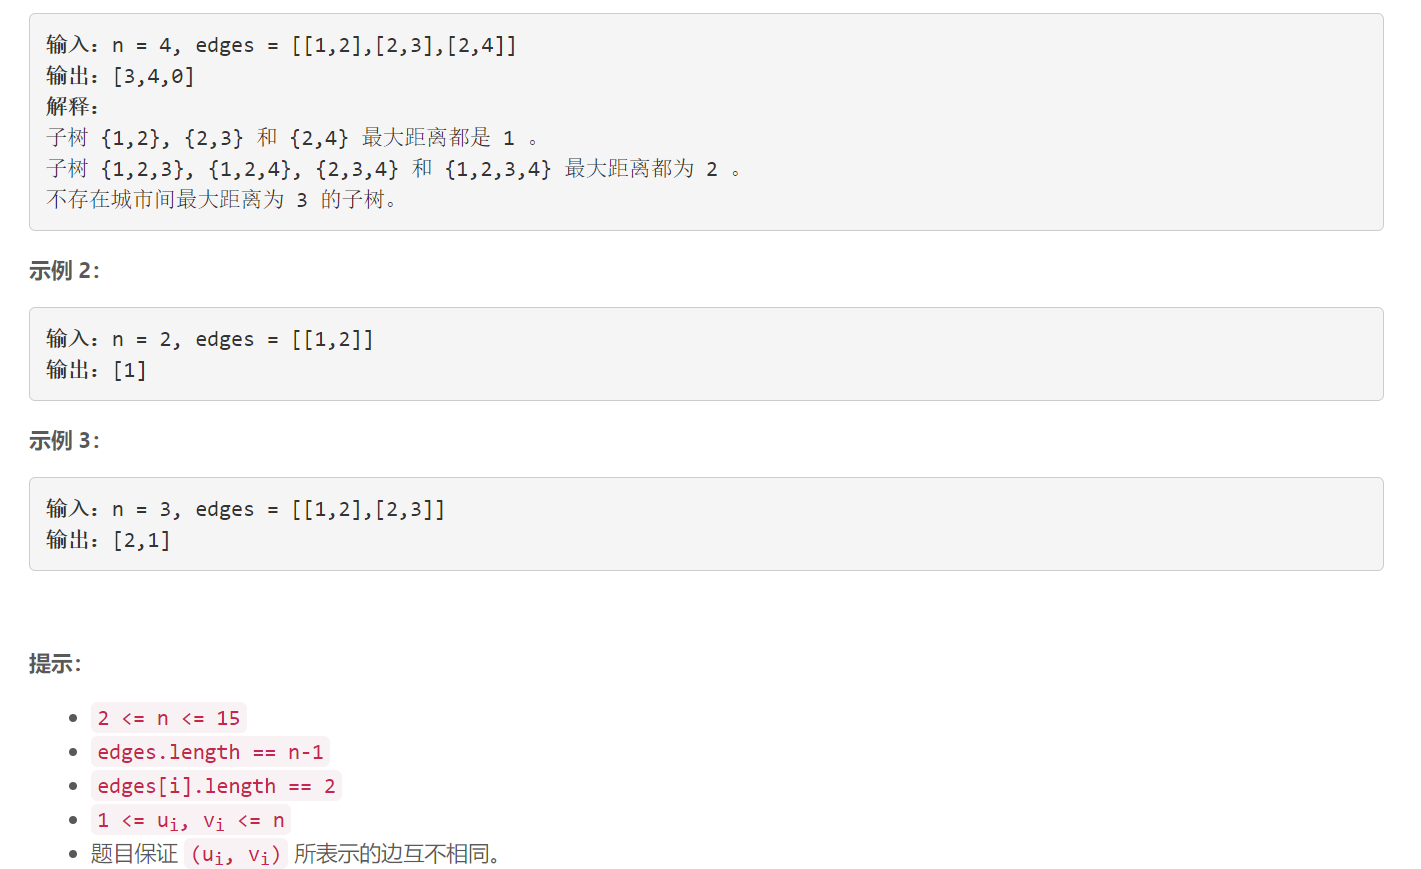 输入：n = 4, edges = [[1,2],[2,3],[2,4]]
输出：[3,4,0]
解释：
子树 {1,2}, {2,3} 和 {2,4} 最大距离都是 1 。
子树 {1,2,3}, {1,2,4}, {2,3,4} 和 {1,2,3,4} 最大距离都为 2 。
不存在城市间最大距离为 3 的子树。
示例 2：
输入：n = 2, edges = [[1,2]]
输出：[1]
示例 3：
输入：n = 3, edges = [[1,2],[2,3]]
输出：[2,1]
提示：
2 <= n <= 15
edges.length == n-1
edges[i].length == 2
1 <= uᵢ, vᵢ <= n
题目保证 (uᵢ, vᵢ) 所表示的边互不相同。